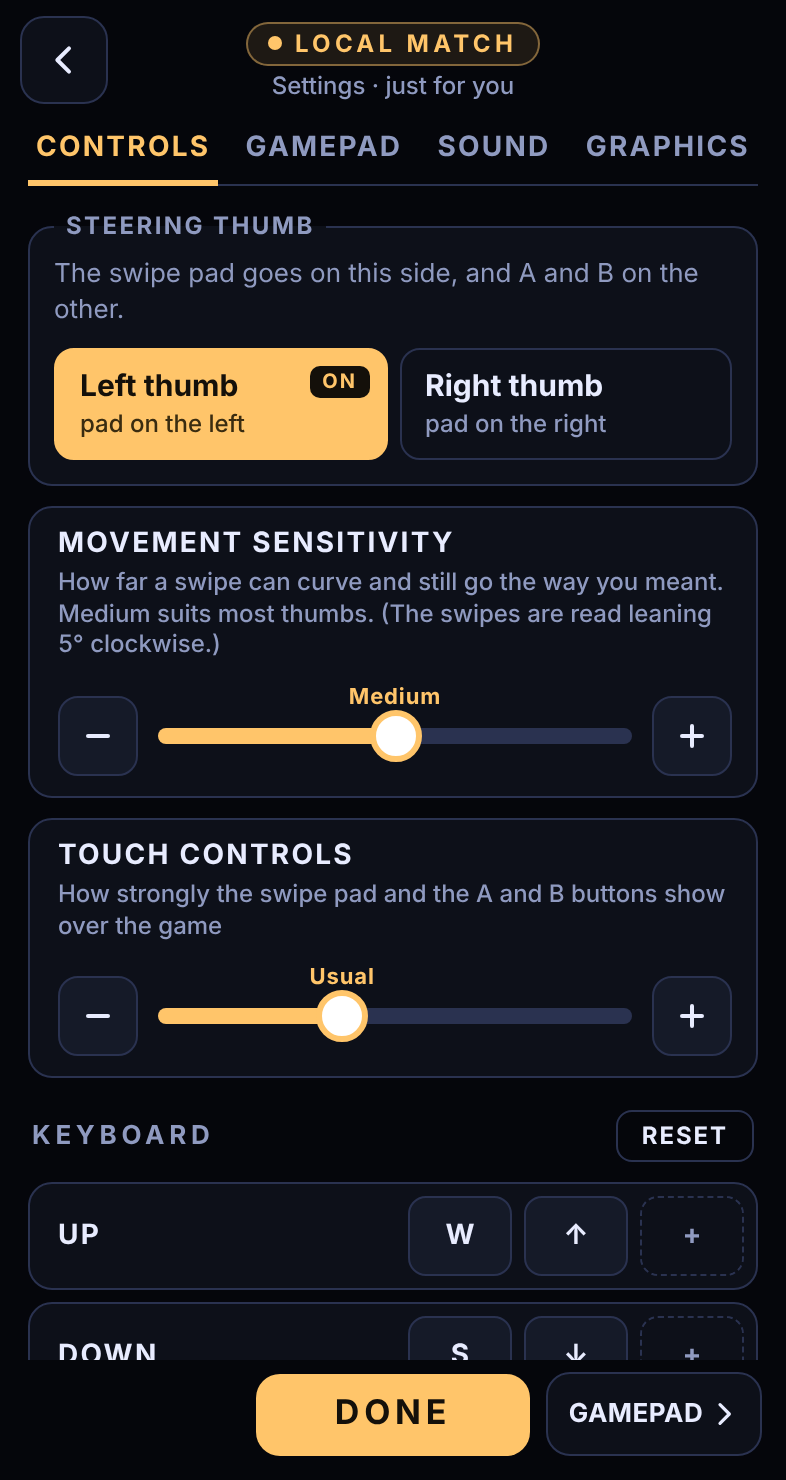 LOCAL MATCH
Settings · just for you
CONTROLS GAMEPAD SOUND GRAPHICS
STEERING THUMB
The swipe pad goes on this side, and A and B on the
other.
Left thumb ON
pad on the left
Right thumb
pad on the right
MOVEMENT SENSITIVITY
How far a swipe can curve and still go the way you meant.
Medium suits most thumbs. (The swipes are read leaning
5° clockwise.)
Medium
− +
TOUCH CONTROLS
How strongly the swipe pad and the A and B buttons show
over the game
Usual
− +
KEYBOARD RESET
UP W ↑ +
DOWN S ↓ +
DONE GAMEPAD >